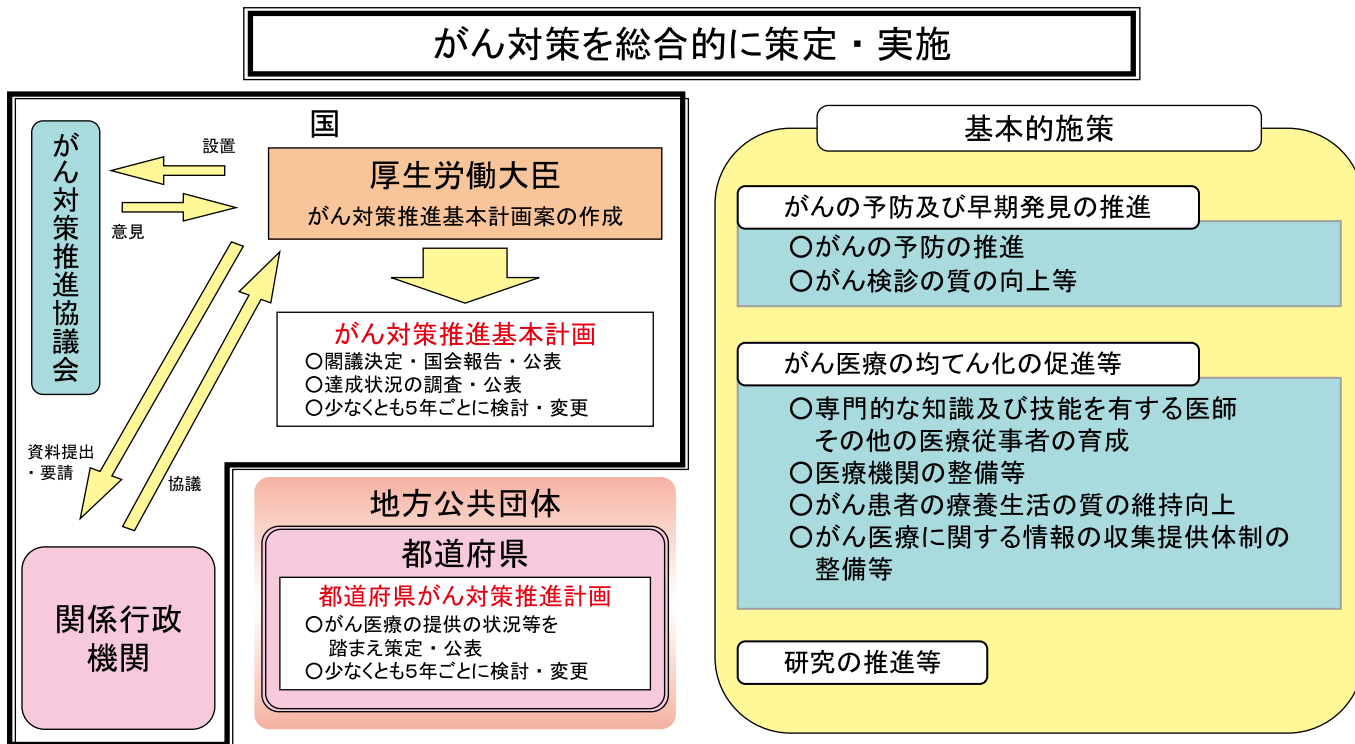 がん対策を総合的に策定・実施
国
がん対策推進協議会
設置
意見
厚生労働大臣
がん対策推進基本計画案の作成
がん対策推進基本計画
○閣議決定・国会報告・公表
○達成状況の調査・公表
○少なくとも5年ごとに検討・変更
資料提出
・要請
協議
関係行政
機関
地方公共団体
都道府県
都道府県がん対策推進計画
○がん医療の提供の状況等を
踏まえ策定・公表
○少なくとも5年ごとに検討・変更
基本的施策
がんの予防及び早期発見の推進
○がんの予防の推進
○がん検診の質の向上等
がん医療の均てん化の促進等
○専門的な知識及び技能を有する医師
その他の医療従事者の育成
○医療機関の整備等
○がん患者の療養生活の質の維持向上
○がん医療に関する情報の収集提供体制の
整備等
研究の推進等